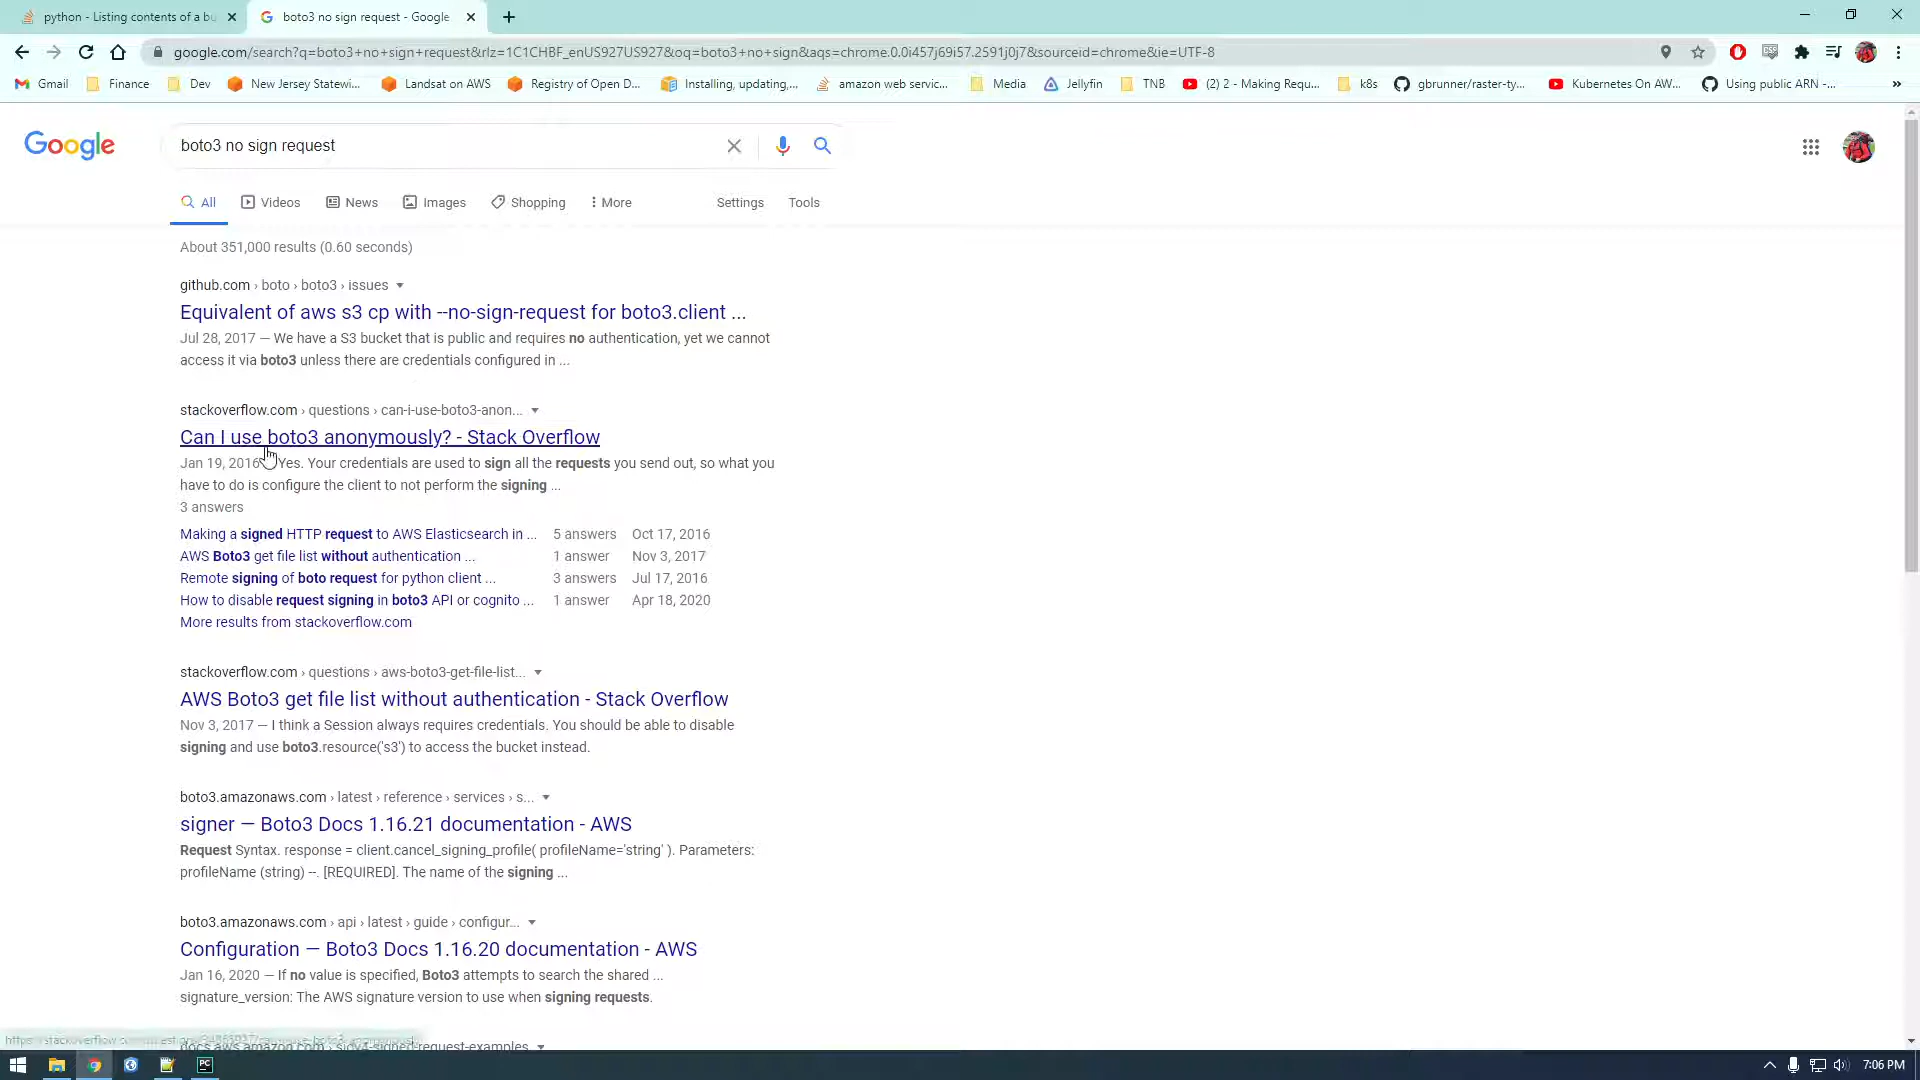 python - Listing contents of a bu
boto3 no sign request - Google
google.com/search?q=boto3+no+sign+request&rlz=1C1CHBF_enUS927US927&oq=boto3+no+sign&aqs=chrome.0.0i457j69i57.2591j0j7&sourceid=chrome&ie=UTF-8
Gmail Finance Dev New Jersey Statewi... Landsat on AWS Registry of Open D... Installing, updating,... amazon web servic... Media Jellyfin TNB (2) 2 - Making Requ... k8s gbrunner/raster-ty... Kubernetes On AW... Using public ARN -... »
Google
boto3 no sign request
All Videos News Images Shopping More Settings Tools
About 351,000 results (0.60 seconds)
github.com › boto › boto3 › issues
Equivalent of aws s3 cp with --no-sign-request for boto3.client ...
Jul 28, 2017 — We have a S3 bucket that is public and requires no authentication, yet we cannot
access it via boto3 unless there are credentials configured in ...
stackoverflow.com › questions › can-i-use-boto3-anon...
Can I use boto3 anonymously? - Stack Overflow
Jan 19, 2016 Yes. Your credentials are used to sign all the requests you send out, so what you
have to do is configure the client to not perform the signing ...
3 answers
Making a signed HTTP request to AWS Elasticsearch in ... 5 answers Oct 17, 2016
AWS Boto3 get file list without authentication ... 1 answer Nov 3, 2017
Remote signing of boto request for python client ... 3 answers Jul 17, 2016
How to disable request signing in boto3 API or cognito ... 1 answer Apr 18, 2020
More results from stackoverflow.com
stackoverflow.com › questions › aws-boto3-get-file-list...
AWS Boto3 get file list without authentication - Stack Overflow
Nov 3, 2017 — I think a Session always requires credentials. You should be able to disable
signing and use boto3.resource('s3') to access the bucket instead.
boto3.amazonaws.com › latest › reference › services › s...
signer — Boto3 Docs 1.16.21 documentation - AWS
Request Syntax. response = client.cancel_signing_profile( profileName='string' ). Parameters:
profileName (string) --. [REQUIRED]. The name of the signing ...
boto3.amazonaws.com › api › latest › guide › configur...
Configuration — Boto3 Docs 1.16.20 documentation - AWS
Jan 16, 2020 — If no value is specified, Boto3 attempts to search the shared ...
signature_version: The AWS signature version to use when signing requests.
docs.aws.amazon.com › sigv4-signed-request-examples
7:06 PM